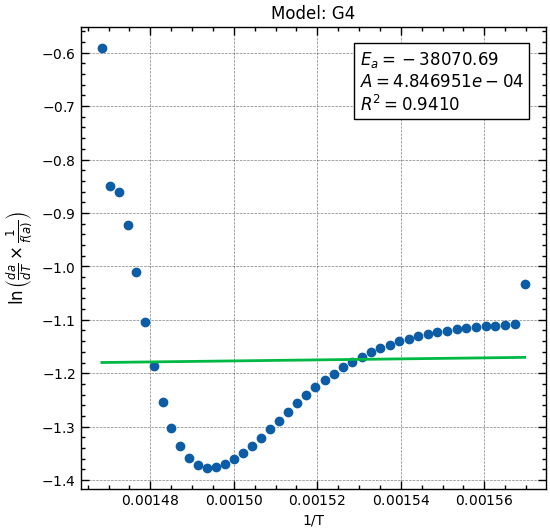 Model: G4
E_a = −38070.69
A = 4.846951e − 04
R^2 = 0.9410
ln(da/dT × 1/f(a))
−0.6
−0.7
−0.8
−0.9
−1.0
−1.1
−1.2
−1.3
−1.4
0.00148 0.00150 0.00152 0.00154 0.00156
1/T